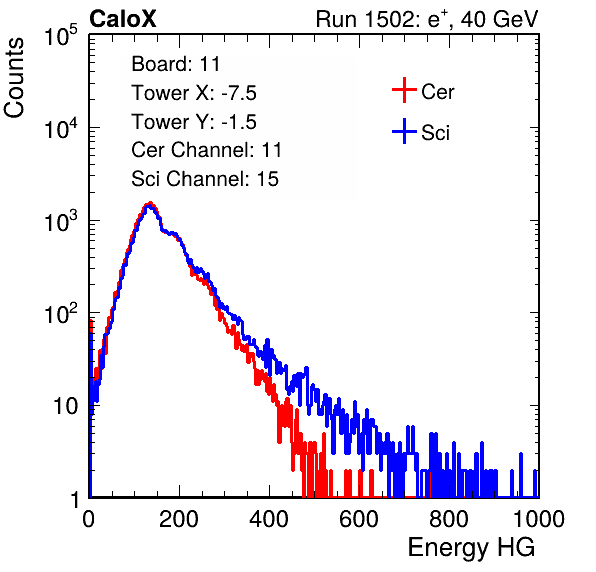 CaloX Run 1502: e⁺, 40 GeV
Board: 11
Tower X: -7.5
Tower Y: -1.5
Cer Channel: 11
Sci Channel: 15
Cer
Sci
Counts
10⁵
10⁴
10³
10²
10
1
0 200 400 600 800 1000
Energy HG